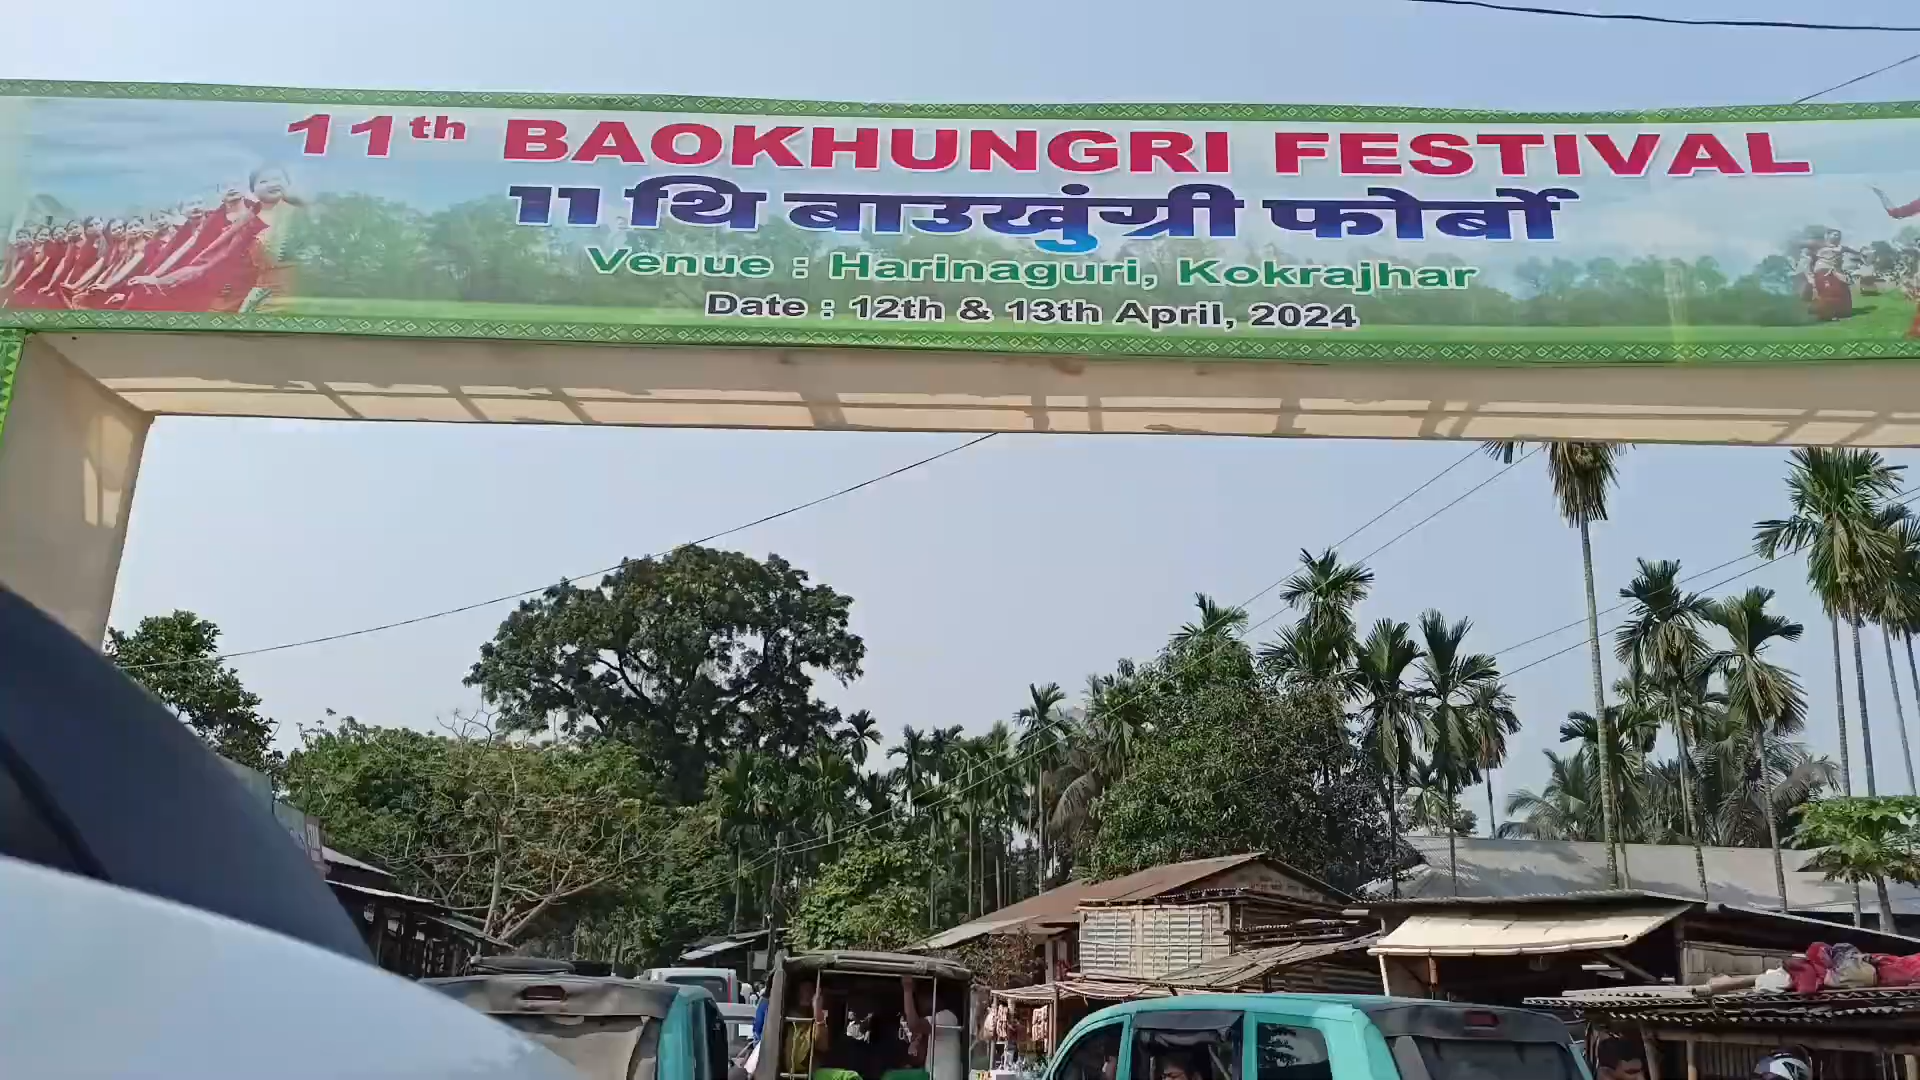 11th BAOKHUNGRI FESTIVAL
11 थि बाउखुंग्री फोर्बो
Venue : Harinaguri, Kokrajhar
Date : 12th & 13th April, 2024